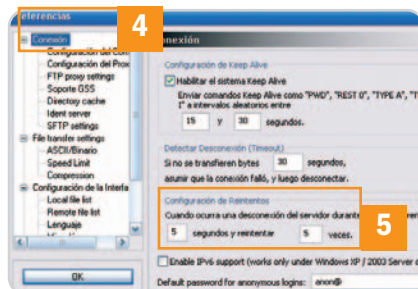 eferencias
4
Conexión
Configuración del Con
Configuración del Prox
FTP proxy settings
Soporte GSS
Directory cache
Ident server
SFTP settings
File transfer settings
ASCII/Binario
Speed Limit
Compression
Configuración de la Interfa
Local file list
Remote file list
Lenguaje
OK
onexión
Configuración de Keep Alive
Habilitar el sistema Keep Alive
Enviar comandos Keep Alive como "PWD", "REST 0", "TYPE A", "T
I" a intervalos aleatorios entre
15 y 30 segundos.
Detectar Desconexión (Timeout)
Si no se transfieren bytes 30 segundos,
asumir que la conexión falló, y luego desconectar.
Configuración de Reintentos
Cuando ocurra una desconexión del servidor durante
5 segundos y reintentar 5 veces.
5
Enable IPv6 support (works only under Windows XP / 2003 Server
Default password for anonymous logins: anon@